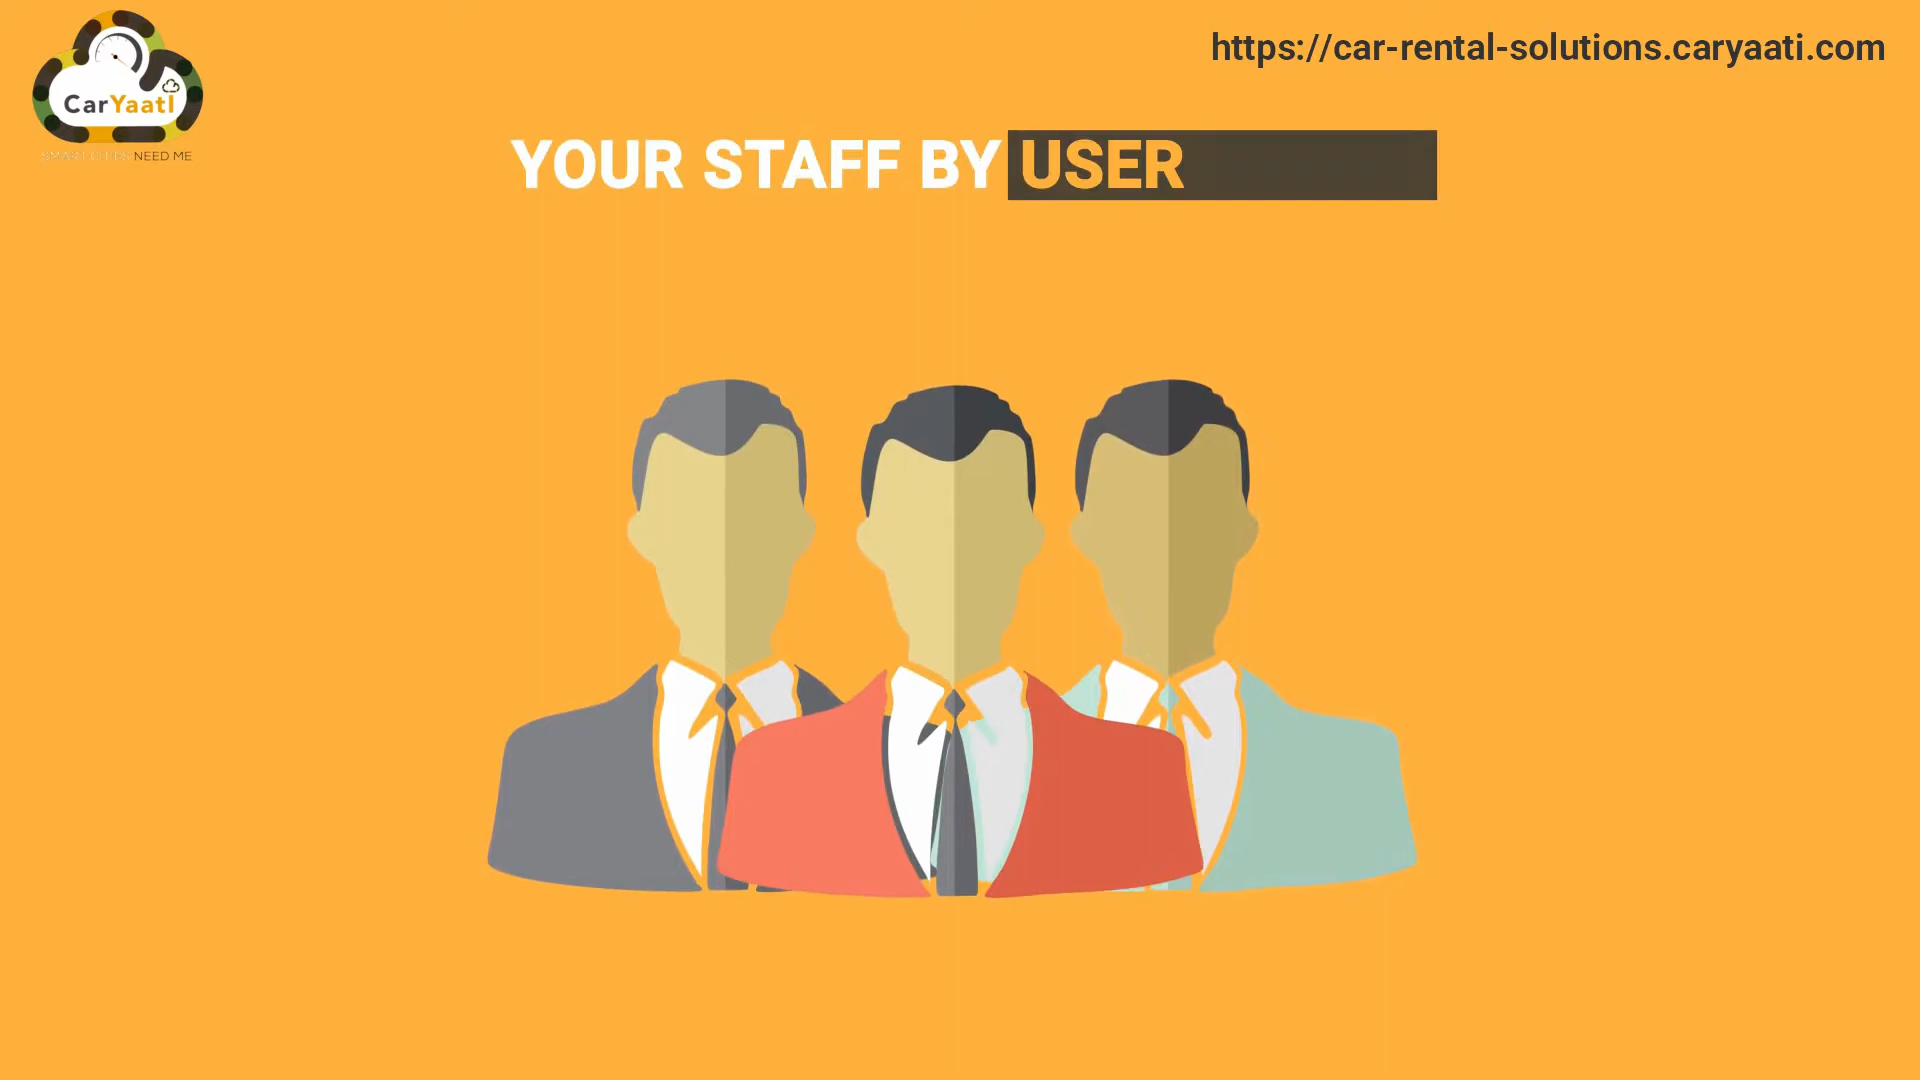 https://car-rental-solutions.caryaati.com
CarYaatI
NEED ME
YOUR STAFF BY USER